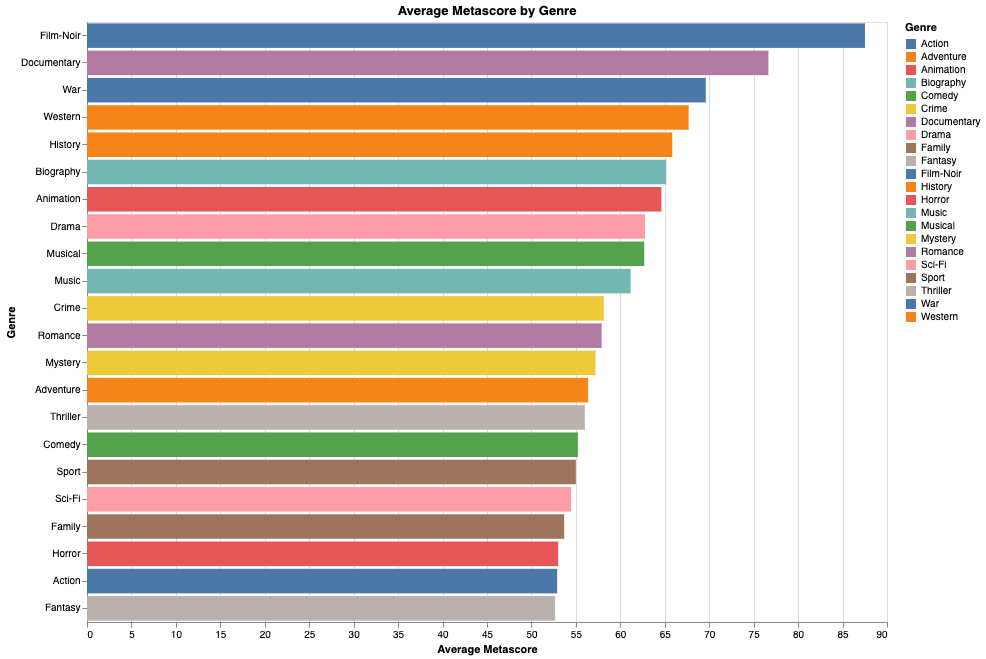 Average Metascore by Genre
Genre
Film-Noir
Documentary
War
Western
History
Biography
Animation
Drama
Musical
Music
Crime
Romance
Mystery
Adventure
Thriller
Comedy
Sport
Sci-Fi
Family
Horror
Action
Fantasy
0 5 10 15 20 25 30 35 40 45 50 55 60 65 70 75 80 85 90
Average Metascore
Genre
Action
Adventure
Animation
Biography
Comedy
Crime
Documentary
Drama
Family
Fantasy
Film-Noir
History
Horror
Music
Musical
Mystery
Romance
Sci-Fi
Sport
Thriller
War
Western